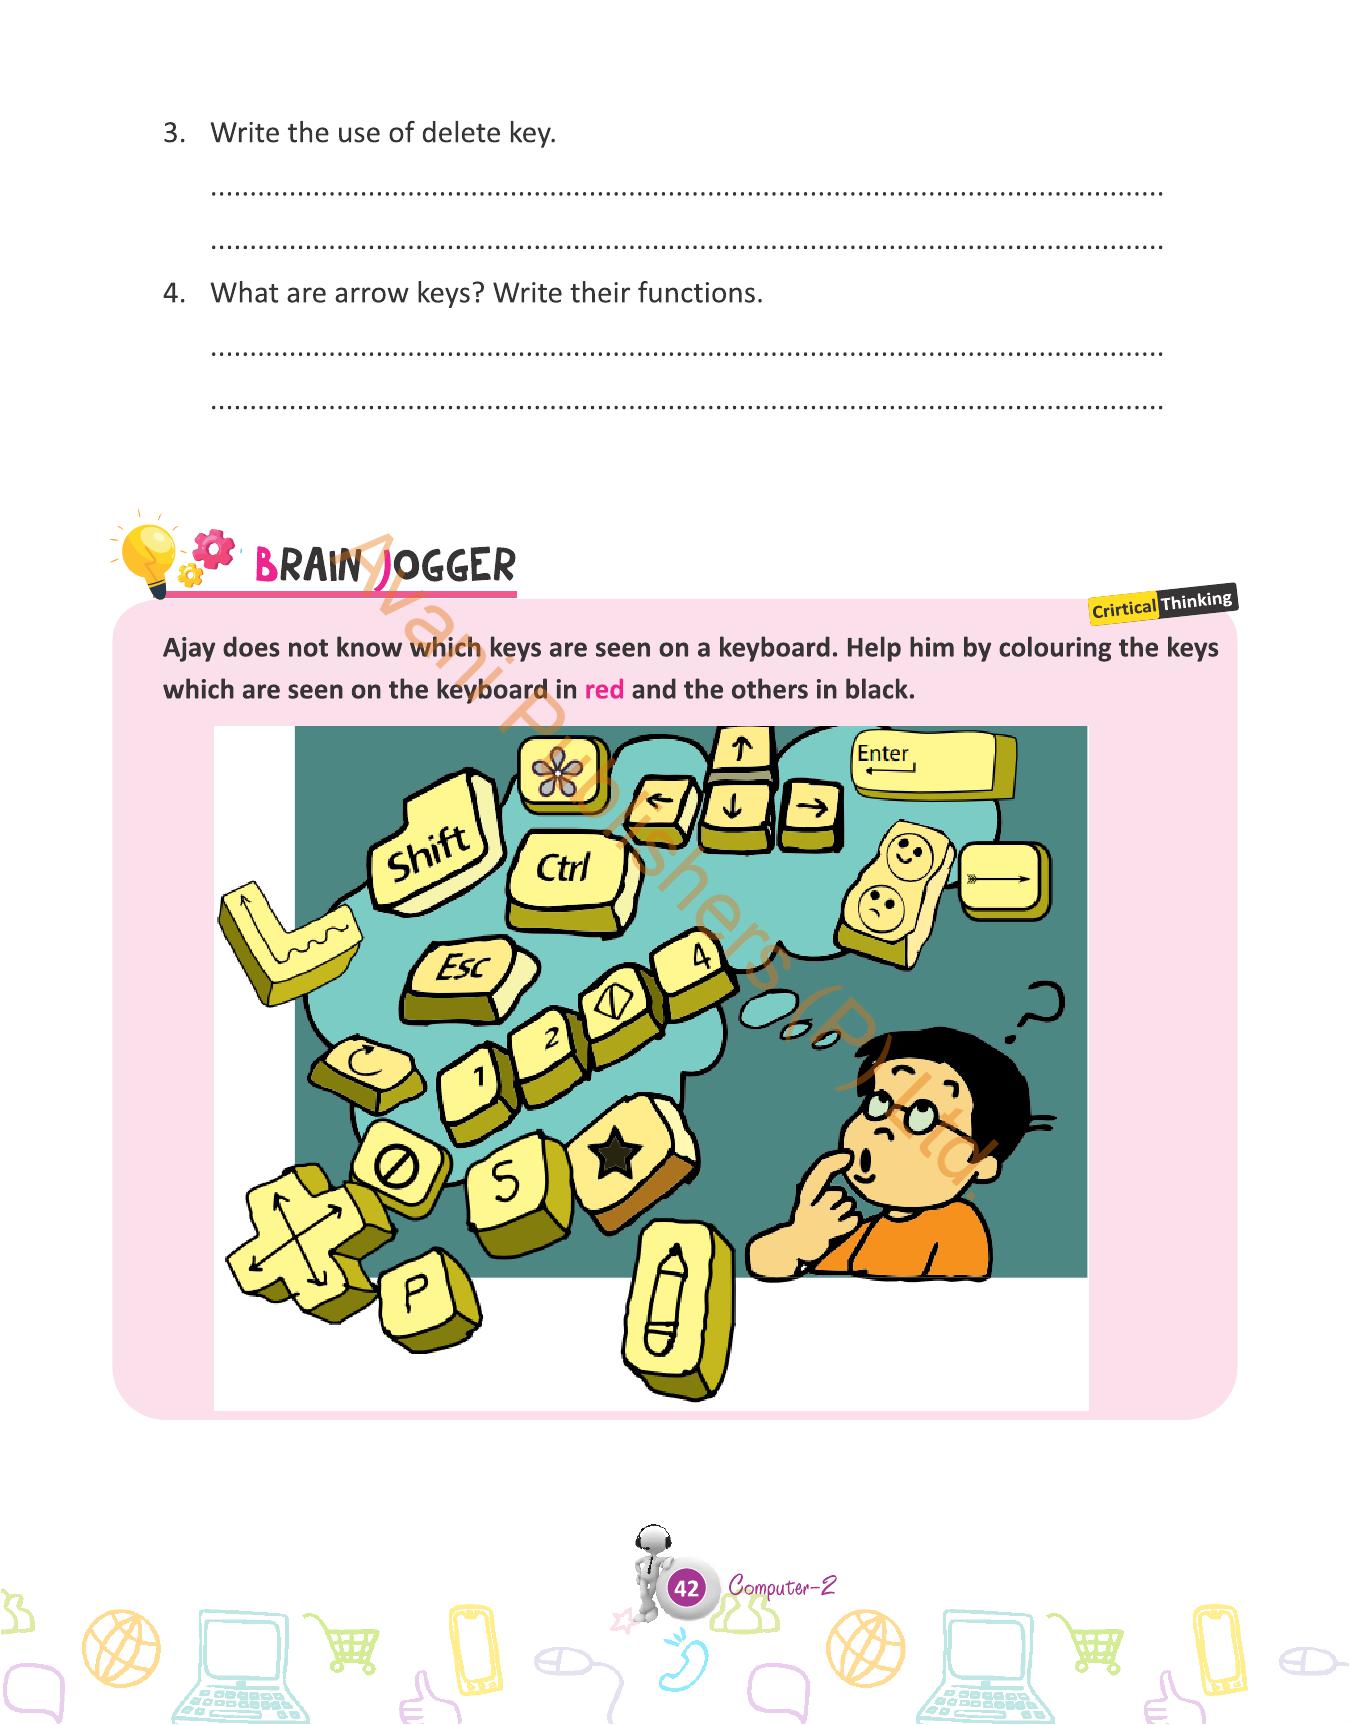 3. Write the use of delete key.
4. What are arrow keys? Write their functions.
BRAIN JOGGER
Crirtical Thinking
Ajay does not know which keys are seen on a keyboard. Help him by colouring the keys
which are seen on the keyboard in red and the others in black.
Enter
Shift
Ctrl
Esc
4
2
1
S
P
?
Avani Publishers (P) Ltd.
42 Computer-2